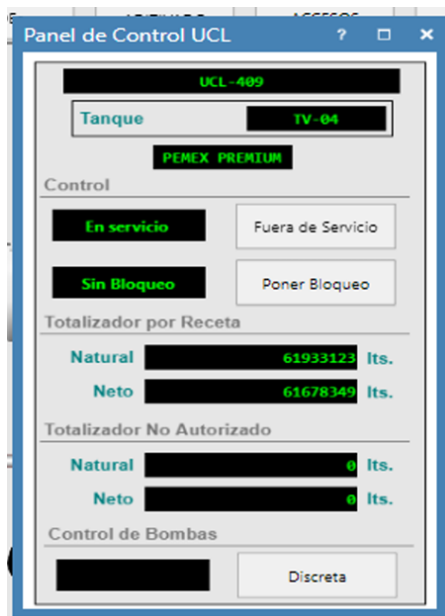 Panel de Control UCL ?
UCL-409
Tanque TV-04
PEMEX PREMIUM
Control
En servicio Fuera de Servicio
Sin Bloqueo Poner Bloqueo
Totalizador por Receta
Natural 61933123 lts.
Neto 61678349 lts.
Totalizador No Autorizado
Natural 0 lts.
Neto 0 lts.
Control de Bombas
Discreta